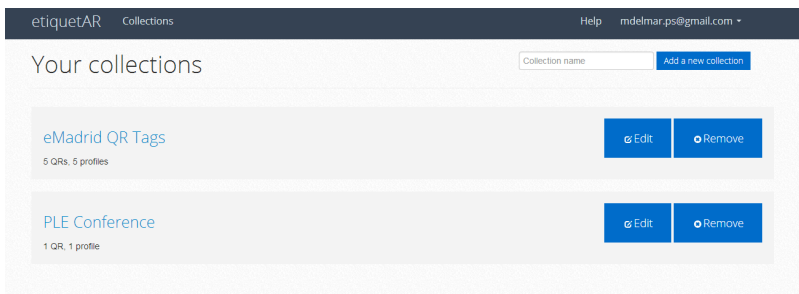 etiquetAR Collections Help mdelmar.ps@gmail.com
Your collections Collection name Add a new collection
eMadrid QR Tags Edit Remove
5 QRs, 5 profiles
PLE Conference Edit Remove
1 QR, 1 profile